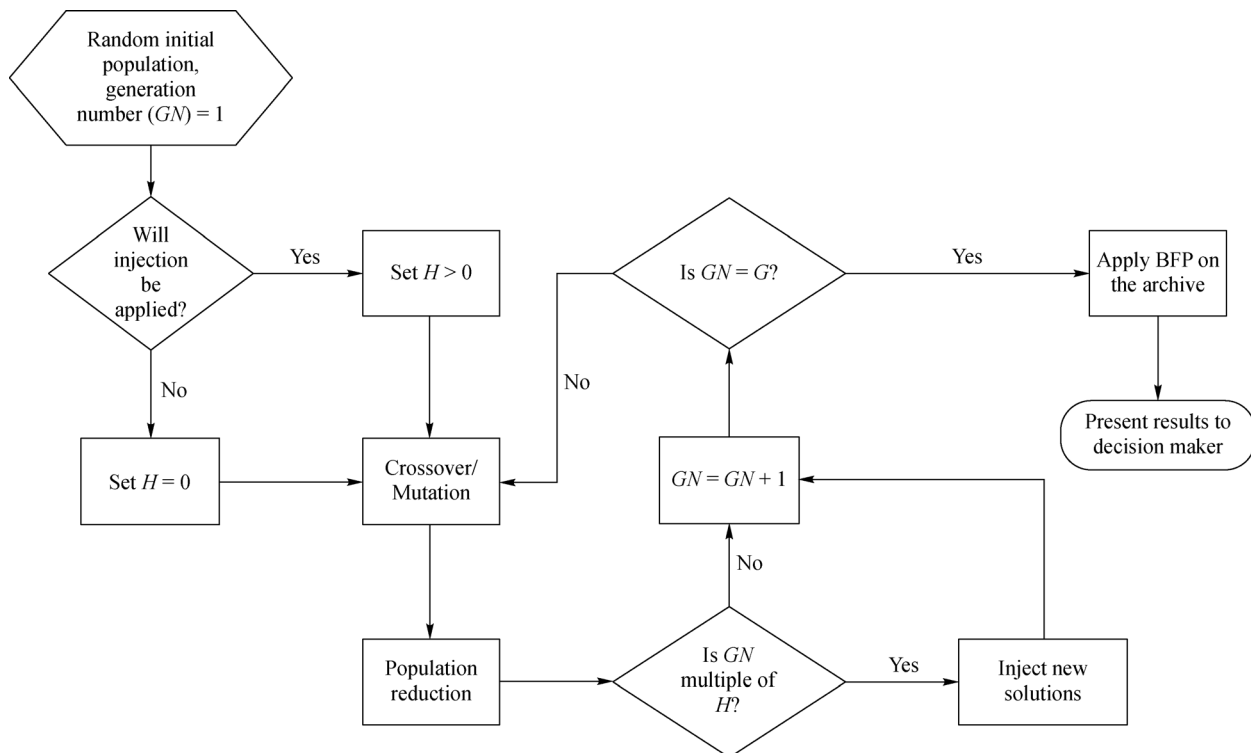 Random initial
population,
generation
number (GN) = 1
Will
injection
be
applied?
Yes
Set H > 0
No
Set H = 0
Crossover/
Mutation
Population
reduction
Is GN
multiple of
H?
Yes
Inject new
solutions
No
GN = GN + 1
Is GN = G?
No
Yes
Apply BFP on
the archive
Present results to
decision maker